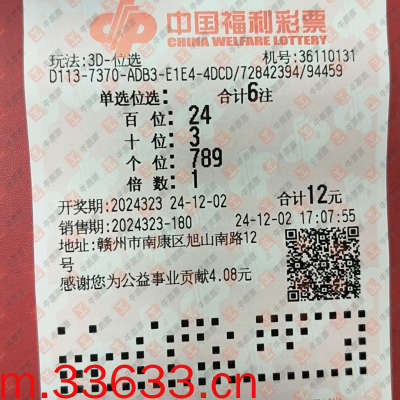 中国福利彩票
CHINA WELFARE LOTTERY
玩法:3D-位选 机号:36110131
D113-7370-ADB3-E1E4-4DCD/72842394/94459
单选位选: 合计6注
百 位: 24
十 位: 3
个 位: 789
倍 数: 1
开奖期:2024323 24-12-02 合计12元
销售期:2024323-180 24-12-02 17:07:55
地址:赣州市南康区旭山南路12
号
感谢您为公益事业贡献4.08元
m.33633.cn